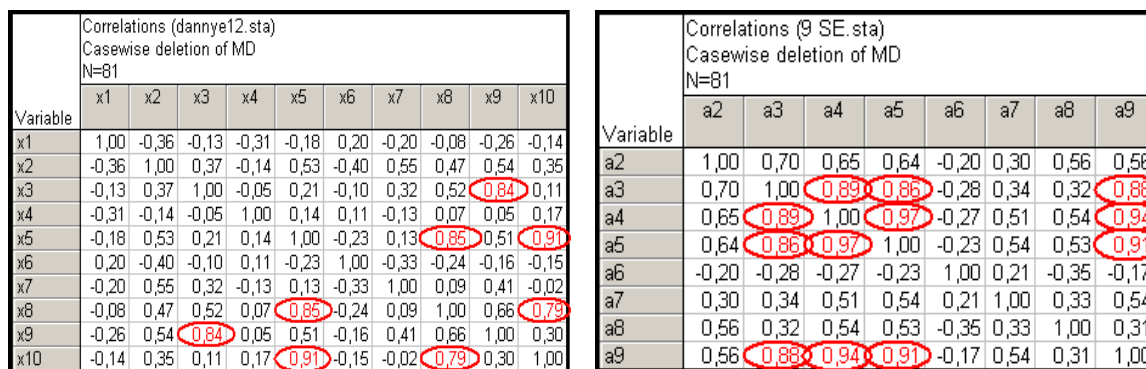 Correlations (dannye12.sta)
Casewise deletion of MD
N=81
Variable x1 x2 x3 x4 x5 x6 x7 x8 x9 x10
x1 1,00 -0,36 -0,13 -0,31 -0,18 0,20 -0,20 -0,08 -0,26 -0,14
x2 -0,36 1,00 0,37 -0,14 0,53 -0,40 0,55 0,47 0,54 0,35
x3 -0,13 0,37 1,00 -0,05 0,21 -0,10 0,32 0,52 0,84 0,11
x4 -0,31 -0,14 -0,05 1,00 0,14 0,11 -0,13 0,07 0,05 0,17
x5 -0,18 0,53 0,21 0,14 1,00 -0,23 0,13 0,85 0,51 0,91
x6 0,20 -0,40 -0,10 0,11 -0,23 1,00 -0,33 -0,24 -0,16 -0,15
x7 -0,20 0,55 0,32 -0,13 0,13 -0,33 1,00 0,09 0,41 -0,02
x8 -0,08 0,47 0,52 0,07 0,85 -0,24 0,09 1,00 0,66 0,79
x9 -0,26 0,54 0,84 0,05 0,51 -0,16 0,41 0,66 1,00 0,30
x10 -0,14 0,35 0,11 0,17 0,91 -0,15 -0,02 0,79 0,30 1,00
Correlations (9 SE.sta)
Casewise deletion of MD
N=81
Variable a2 a3 a4 a5 a6 a7 a8 a9
a2 1,00 0,70 0,65 0,64 -0,20 0,30 0,56 0,56
a3 0,70 1,00 0,89 0,86 -0,28 0,34 0,32 0,88
a4 0,65 0,89 1,00 0,97 -0,27 0,51 0,54 0,94
a5 0,64 0,86 0,97 1,00 -0,23 0,54 0,53 0,91
a6 -0,20 -0,28 -0,27 -0,23 1,00 0,21 -0,35 -0,17
a7 0,30 0,34 0,51 0,54 0,21 1,00 0,33 0,54
a8 0,56 0,32 0,54 0,53 -0,35 0,33 1,00 0,31
a9 0,56 0,88 0,94 0,91 -0,17 0,54 0,31 1,00